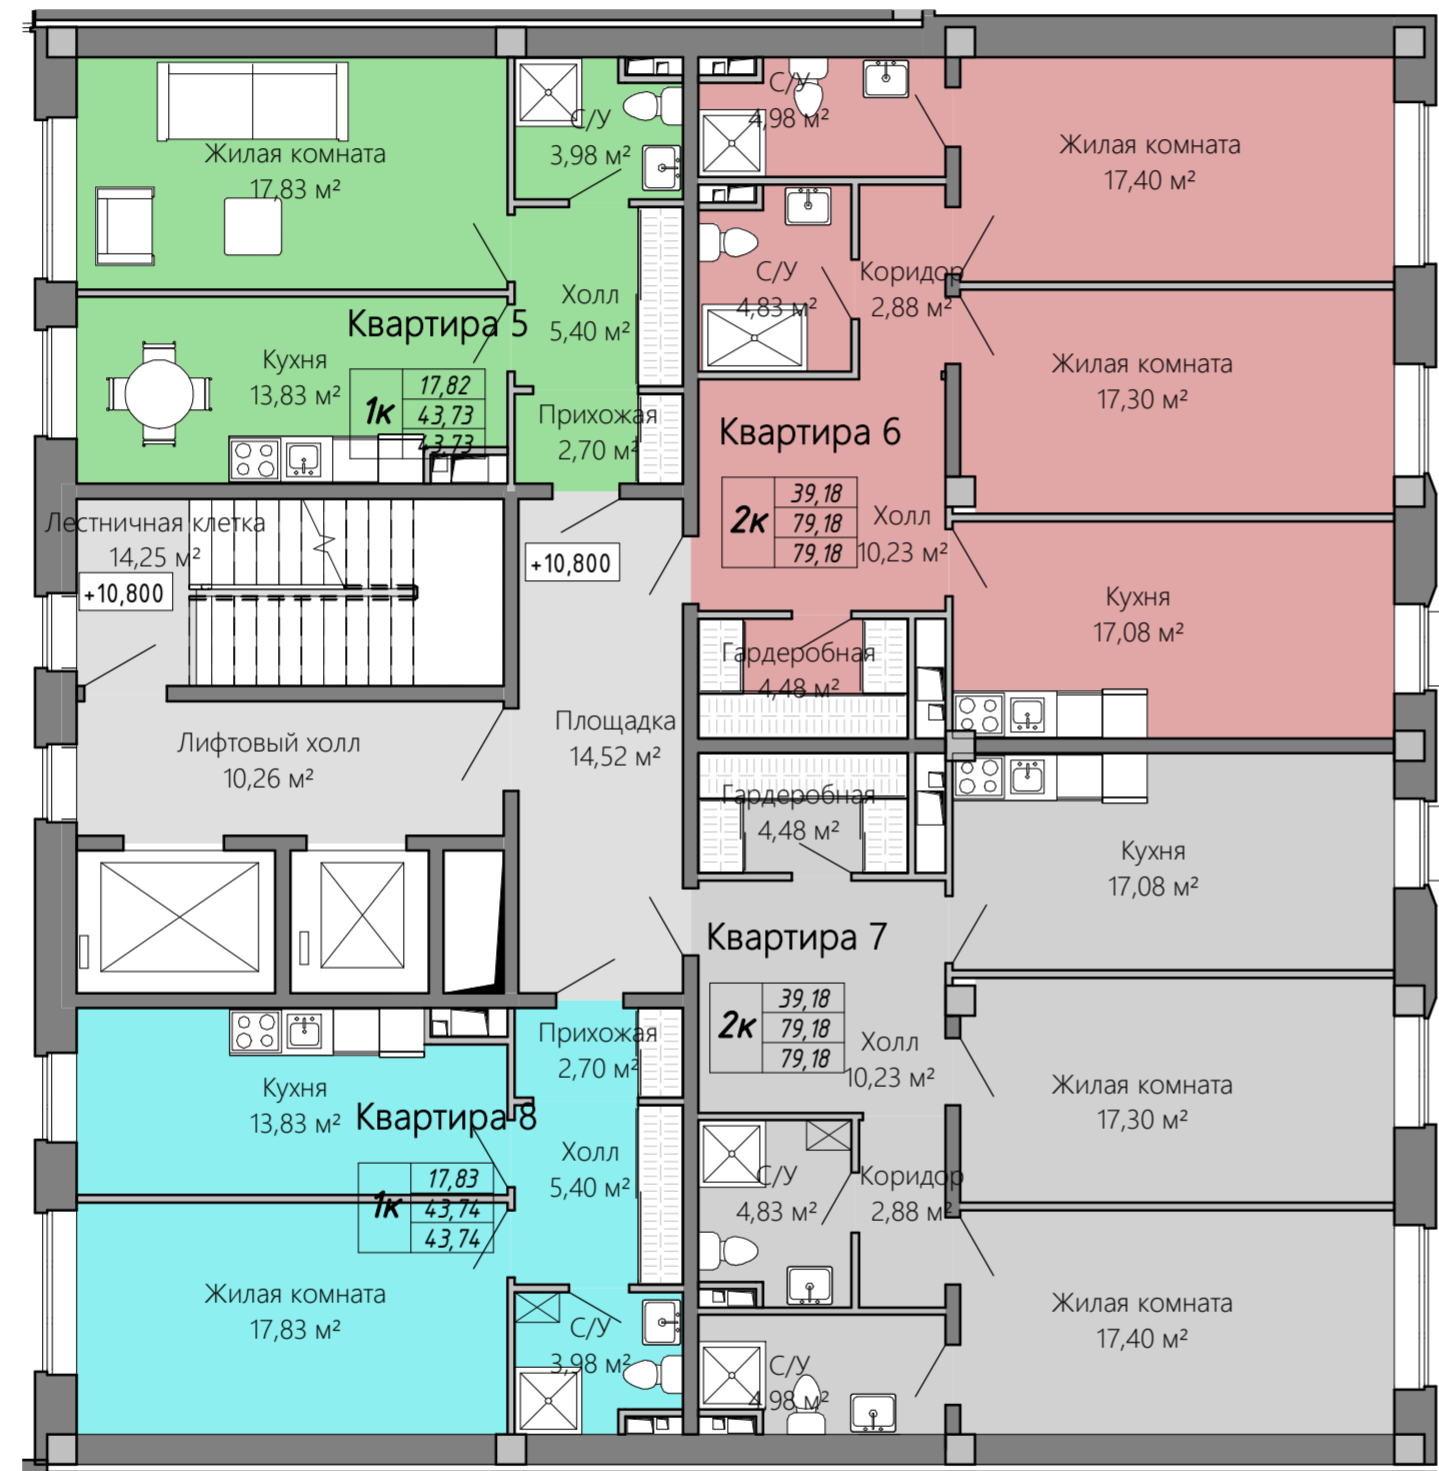 С/У
3,98 м²
Жилая комната
17,83 м²
С/У
4,98 м²
Жилая комната
17,40 м²
Холл
5,40 м²
С/У
4,83 м²
Коридор
2,88 м²
Квартира 5
Кухня
13,83 м²
1к
17,82
43,73
43,73
Прихожая
2,70 м²
Жилая комната
17,30 м²
Квартира 6
2к
39,18
79,18
79,18
Холл
10,23 м²
Лестничная клетка
14,25 м²
+10,800
+10,800
Кухня
17,08 м²
Гардеробная
4,48 м²
Площадка
14,52 м²
Лифтовый холл
10,26 м²
Гардеробная
4,48 м²
Кухня
17,08 м²
Квартира 7
2к
39,18
79,18
79,18
Холл
10,23 м²
Прихожая
2,70 м²
Кухня
13,83 м²
Квартира 8
1к
17,83
43,74
43,74
Холл
5,40 м²
Жилая комната
17,30 м²
С/У
4,83 м²
Коридор
2,88 м²
Жилая комната
17,83 м²
С/У
3,98 м²
С/У
4,98 м²
Жилая комната
17,40 м²